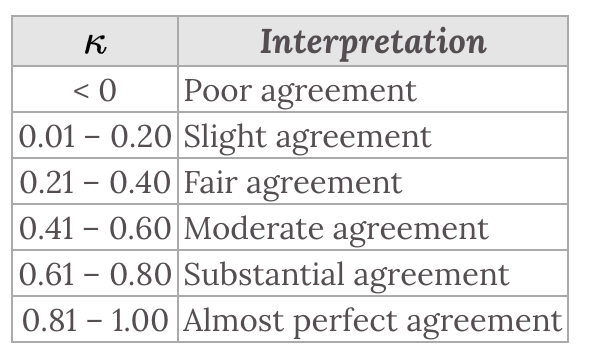 κ Interpretation
< 0 Poor agreement
0.01 – 0.20 Slight agreement
0.21 – 0.40 Fair agreement
0.41 – 0.60 Moderate agreement
0.61 – 0.80 Substantial agreement
0.81 – 1.00 Almost perfect agreement